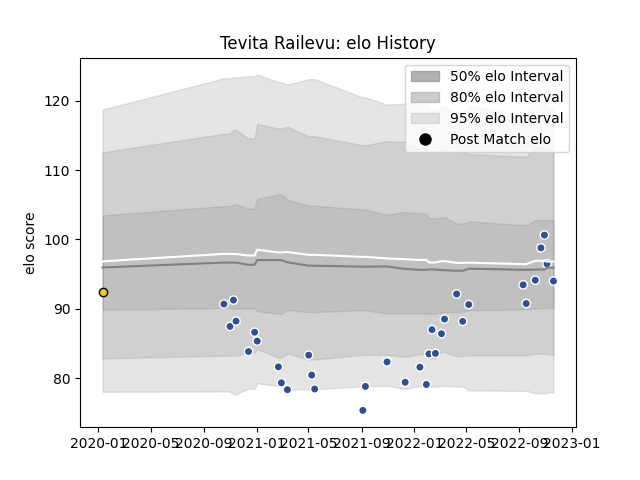 Tevita Railevu: elo History
50% elo Interval
80% elo Interval
95% elo Interval
Post Match elo
elo score
120
110
100
90
80
2020-01 2020-05 2020-09 2021-01 2021-05 2021-09 2022-01 2022-05 2022-09 2023-01